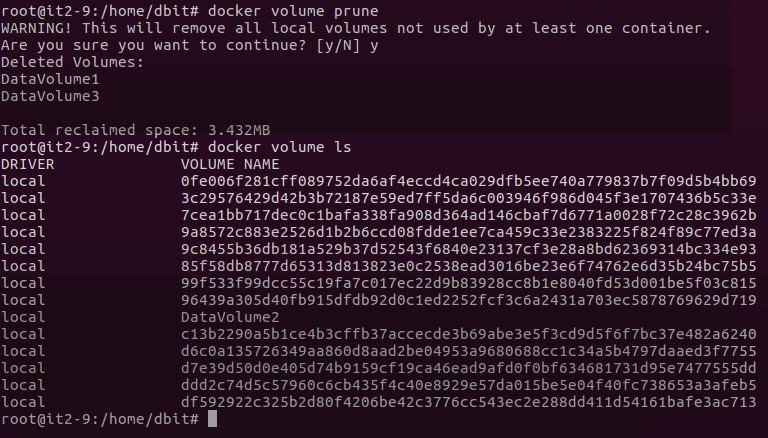 root@it2-9:/home/dbit# docker volume prune
WARNING! This will remove all local volumes not used by at least one container.
Are you sure you want to continue? [y/N] y
Deleted Volumes:
DataVolume1
DataVolume3
Total reclaimed space: 3.432MB
root@it2-9:/home/dbit# docker volume ls
DRIVER VOLUME NAME
local 0fe006f281cff089752da6af4eccd4ca029dfb5ee740a779837b7f09d5b4bb69
local 3c29576429d42b3b72187e59ed7ff5da6c003946f986d045f3e1707436b5c33e
local 7cea1bb717dec0c1bafa338fa908d364ad146cbaf7d6771a0028f72c28c3962b
local 9a8572c883e2526d1b2b6ccd08fdde1ee7ca459c33e2383225f824f89c77ed3a
local 9c8455b36db181a529b37d52543f6840e23137cf3e28a8bd62369314bc334e93
local 85f58db8777d65313d813823e0c2538ead3016be23e6f74762e6d35b24bc75b5
local 99f533f99dcc55c19fa7c017ec22d9b83928cc8b1e8040fd53d001be5f03c815
local 96439a305d40fb915dfdb92d0c1ed2252fcf3c6a2431a703ec5878769629d719
local DataVolume2
local c13b2290a5b1ce4b3cffb37accecde3b69abe3e5f3cd9d5f6f7bc37e482a6240
local d6c0a135726349aa860d8aad2be04953a9680688cc1c34a5b4797daaed3f7755
local d7e39d50d0e405d74b9159cf19ca46ead9afd0f0bf634681731d95e7477555dd
local ddd2c74d5c57960c6cb435f4c40e8929e57da015be5e04f40fc738653a3afeb5
local df592922c325b2d80f4206be42c3776cc543ec2e288dd411d54161bafe3ac713
root@it2-9:/home/dbit#